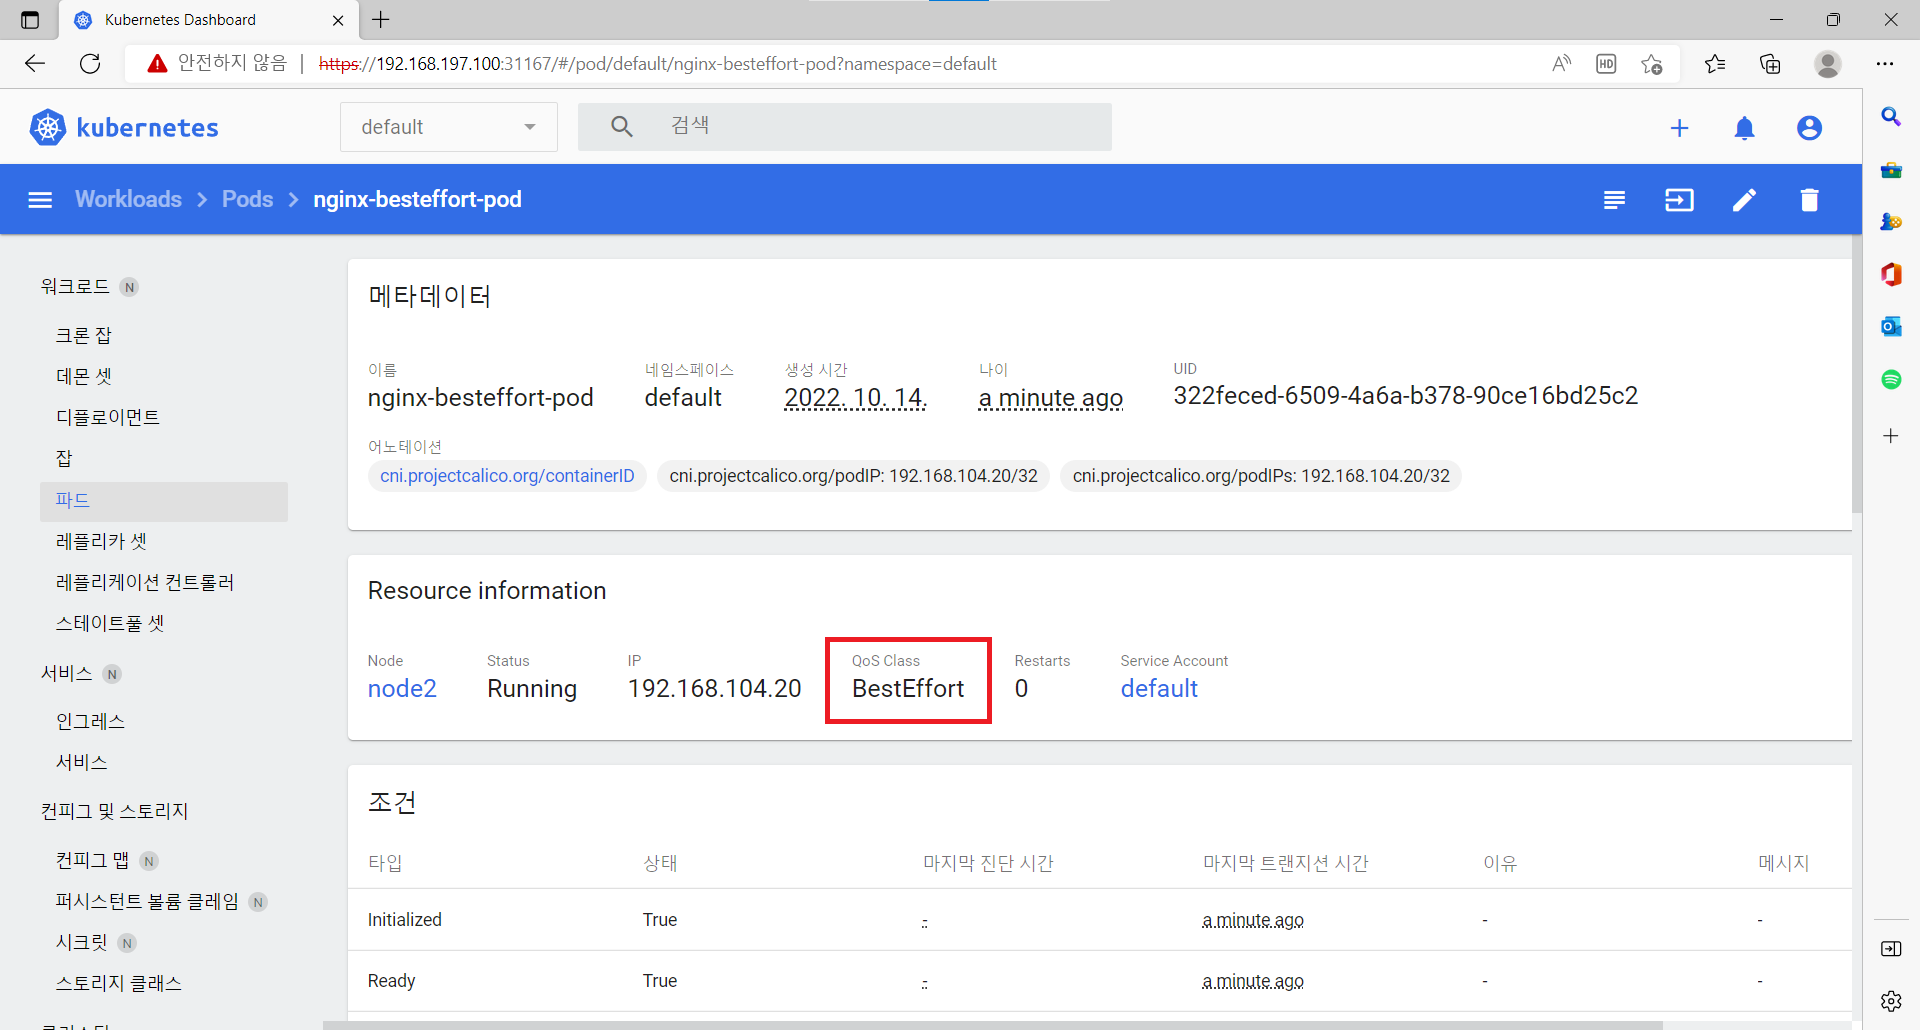 Kubernetes Dashboard
안전하지 않음 | https://192.168.197.100:31167/#/pod/default/nginx-besteffort-pod?namespace=default
HD
kubernetes
default
검색
Workloads > Pods > nginx-besteffort-pod
워크로드 N
크론 잡
데몬 셋
디플로이먼트
잡
파드
레플리카 셋
레플리케이션 컨트롤러
스테이트풀 셋
서비스 N
인그레스
서비스
컨피그 및 스토리지
컨피그 맵 N
퍼시스턴트 볼륨 클레임 N
시크릿 N
스토리지 클래스
메타데이터
이름 네임스페이스 생성 시간 나이 UID
nginx-besteffort-pod default 2022. 10. 14. a minute ago 322feced-6509-4a6a-b378-90ce16bd25c2
어노테이션
cni.projectcalico.org/containerID cni.projectcalico.org/podIP: 192.168.104.20/32 cni.projectcalico.org/podIPs: 192.168.104.20/32
Resource information
Node Status IP QoS Class Restarts Service Account
node2 Running 192.168.104.20 BestEffort 0 default
조건
타입 상태 마지막 진단 시간 마지막 트랜지션 시간 이유 메시지
Initialized True - a minute ago - -
Ready True - a minute ago - -